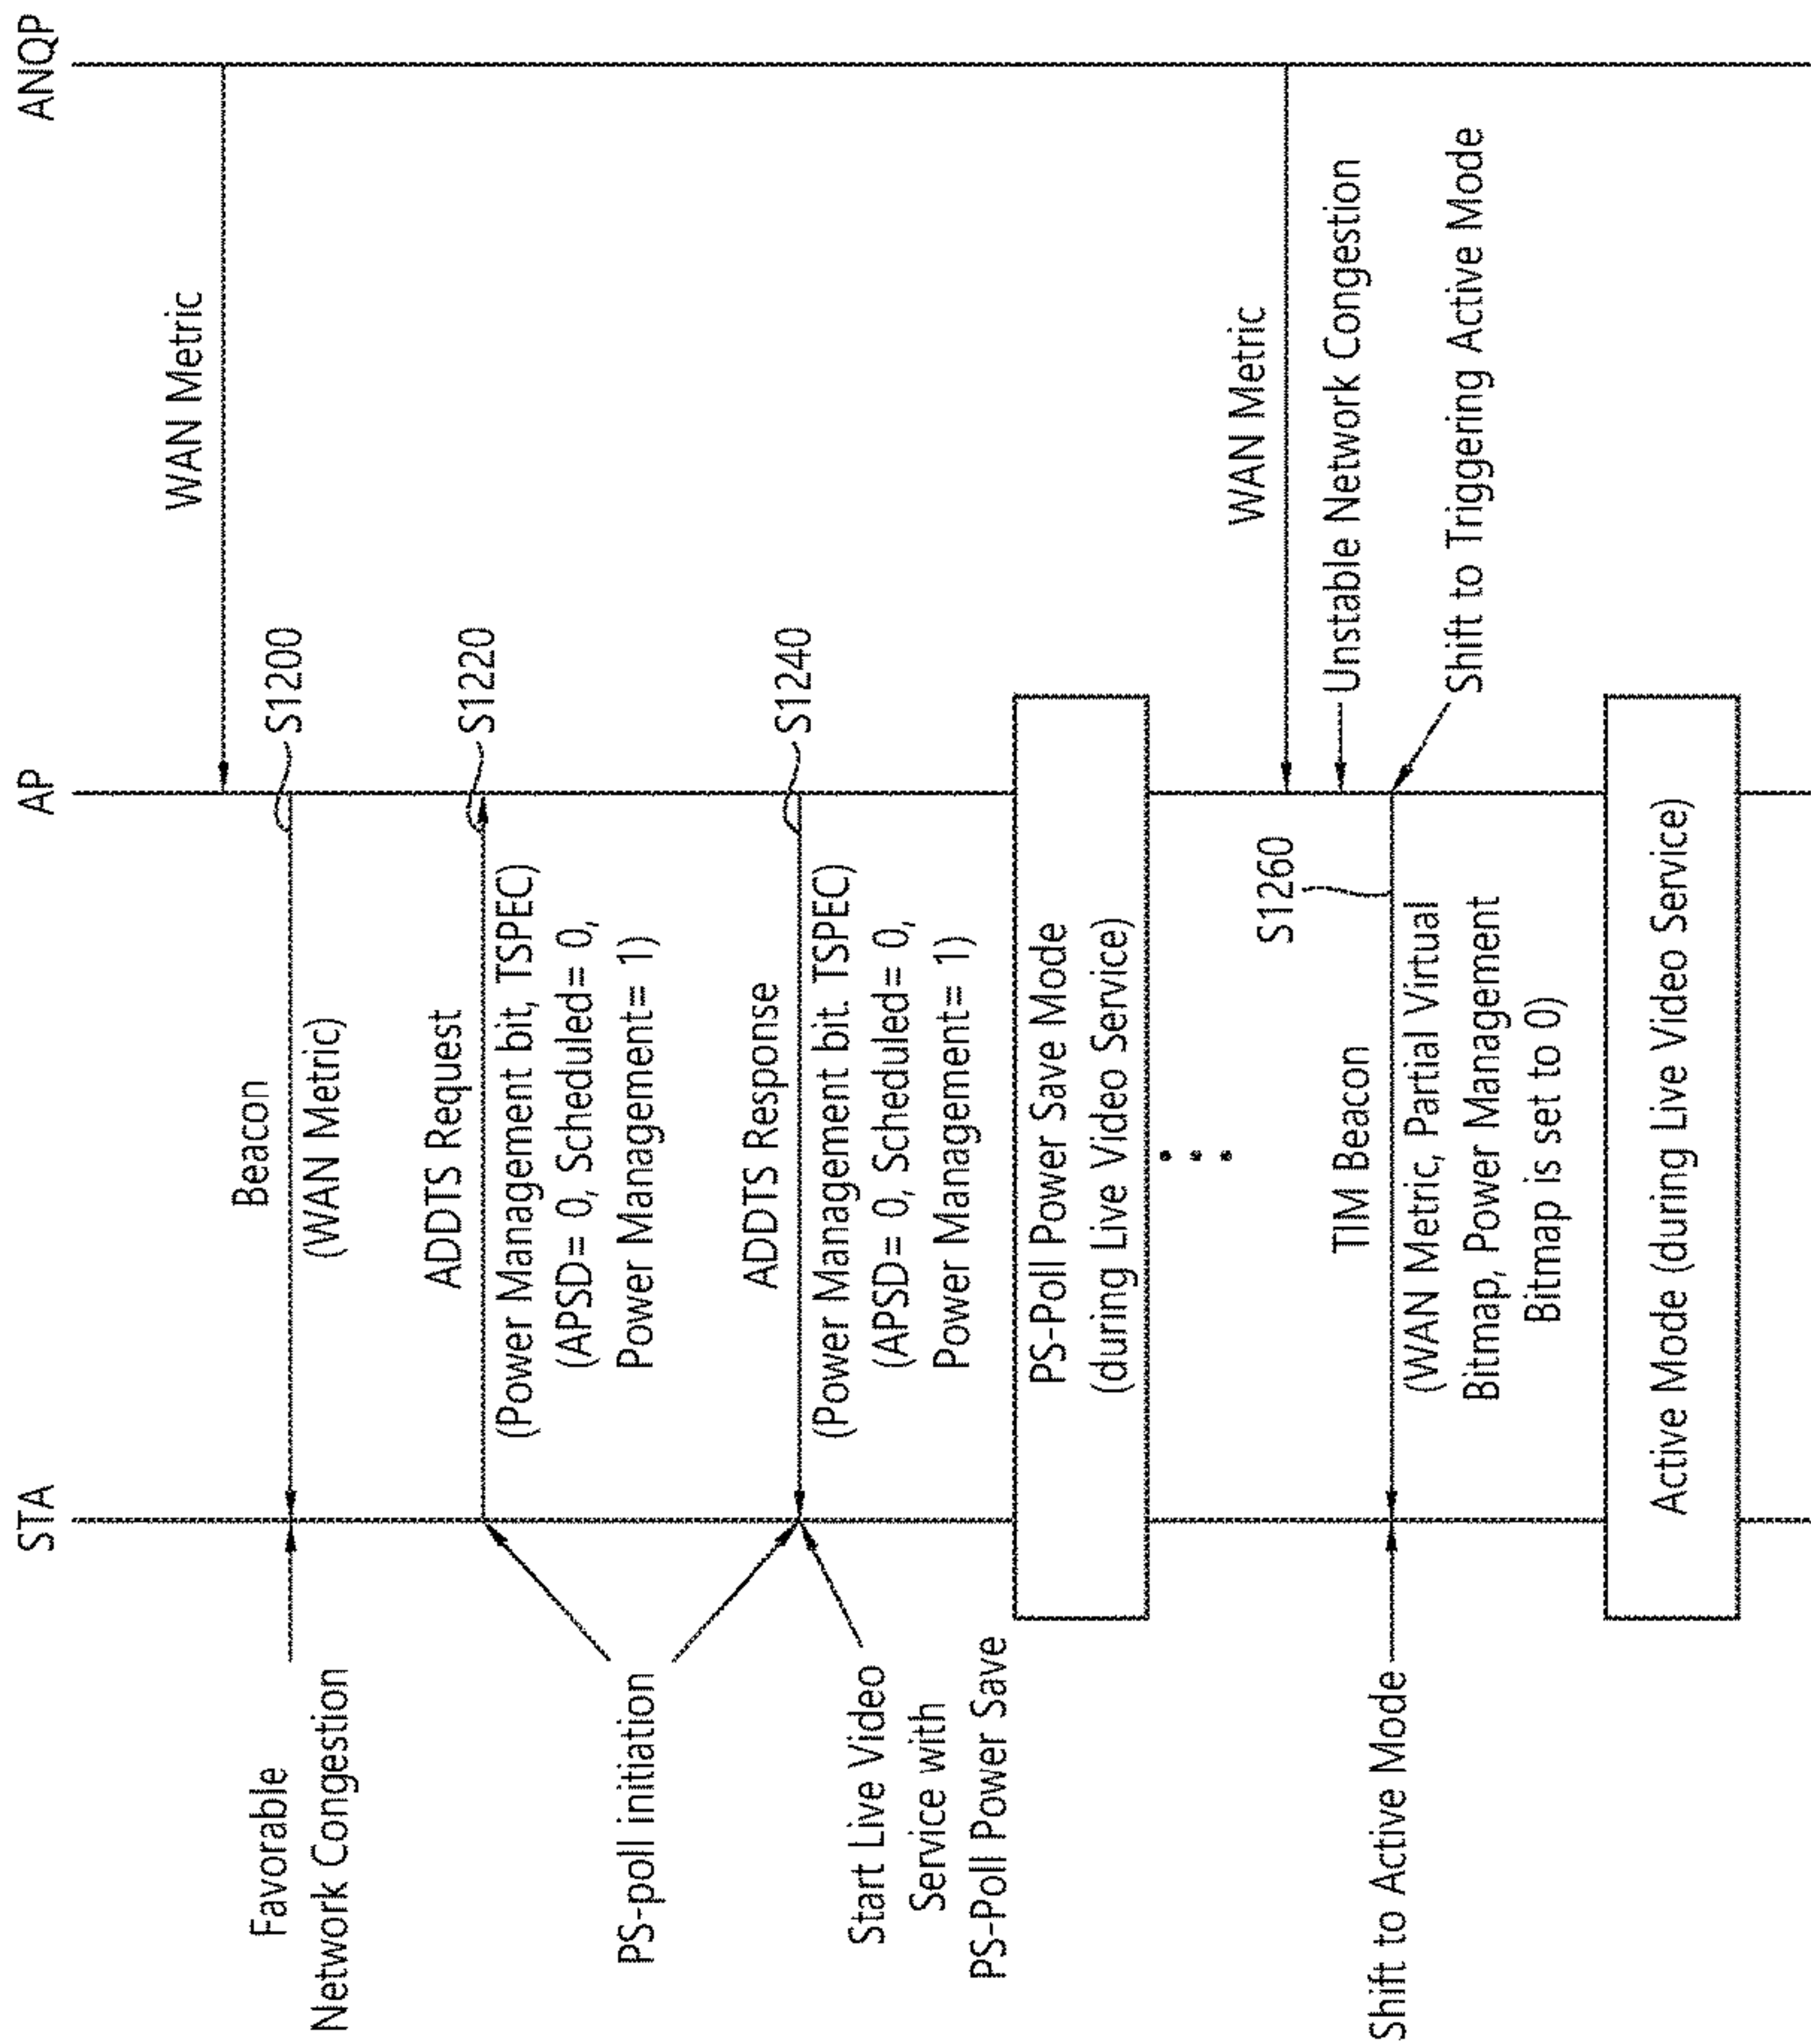 STA
AP
ANQP
WAN Metric
Favorable
Network Congestion
Beacon
(WAN Metric)
S1200
PS-poll initiation
ADDTS Request
(Power Management bit, TSPEC)
(APSD= 0, Scheduled= 0,
Power Management= 1)
S1220
Start Live Video
Service with
PS-Poll Power Save
ADDTS Response
(Power Management bit. TSPEC)
(APSD= 0, Scheduled= 0,
Power Management= 1)
S1240
PS-Poll Power Save Mode
(during Live Video Service)
WAN Metric
Unstable Network Congestion
Shift to Triggering Active Mode
S1260
Shift to Active Mode
TIM Beacon
(WAN Metric, Partial Virtual
Bitmap, Power Management
Bitmap is set to 0)
Active Mode (during Live Video Service)